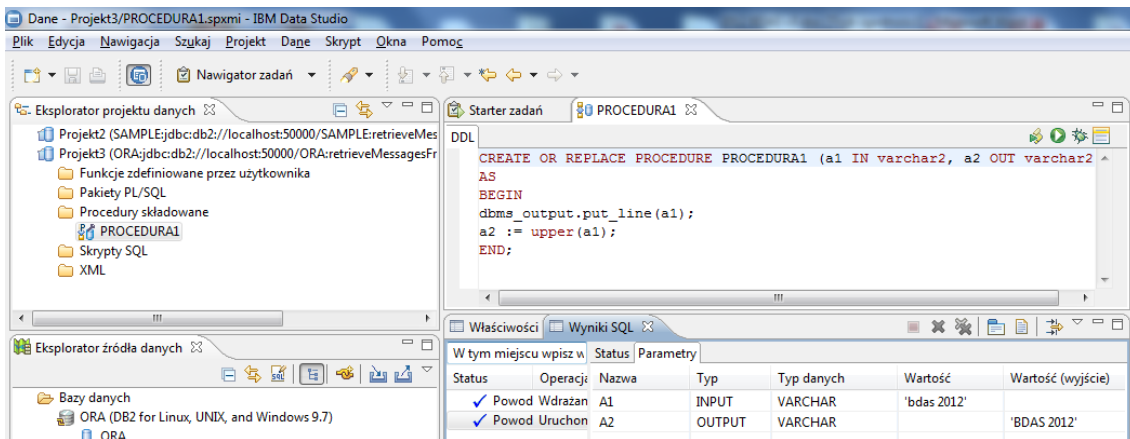 Dane - Projekt3/PROCEDURA1.spxmi - IBM Data Studio
Plik Edycja Nawigacja Szukaj Projekt Dane Skrypt Okna Pomoc
Nawigator zadań
Eksplorator projektu danych
Projekt2 (SAMPLE:jdbc:db2://localhost:50000/SAMPLE:retrieveMes
Projekt3 (ORA:jdbc:db2://localhost:50000/ORA:retrieveMessagesFr
Funkcje zdefiniowane przez użytkownika
Pakiety PL/SQL
Procedury składowane
PROCEDURA1
Skrypty SQL
XML
Starter zadań PROCEDURA1
DDL
CREATE OR REPLACE PROCEDURE PROCEDURA1 (a1 IN varchar2, a2 OUT varchar2
AS
BEGIN
dbms_output.put_line(a1);
a2 := upper(a1);
END;
Eksplorator źródła danych
Bazy danych
ORA (DB2 for Linux, UNIX, and Windows 9.7)
ORA
Właściwości Wyniki SQL
W tym miejscu wpisz w Status Parametry
Status Operacja Nazwa Typ Typ danych Wartość Wartość (wyjście)
Powod Wdrażan A1 INPUT VARCHAR 'bdas 2012'
Powod Uruchon A2 OUTPUT VARCHAR 'BDAS 2012'